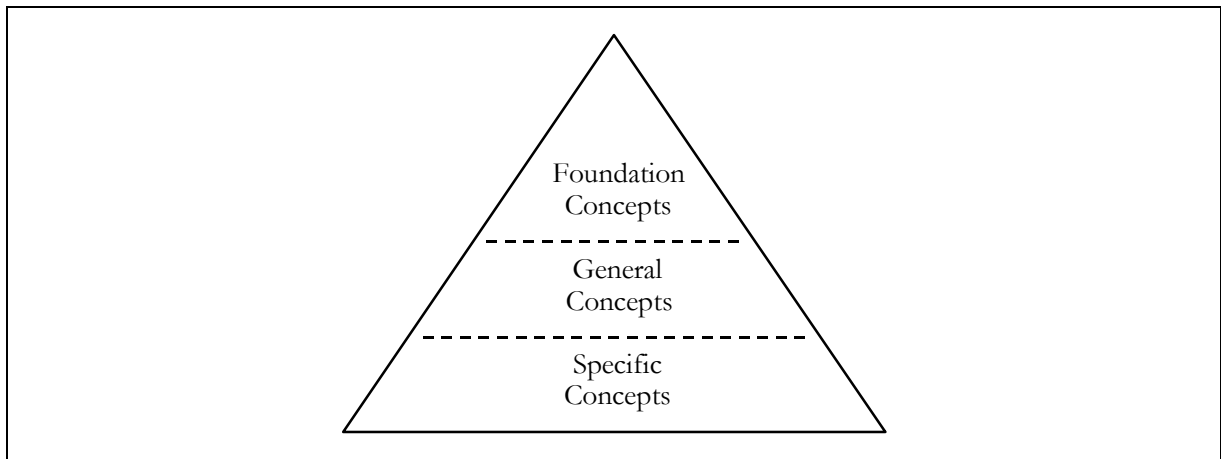 Foundation
Concepts
General
Concepts
Specific
Concepts